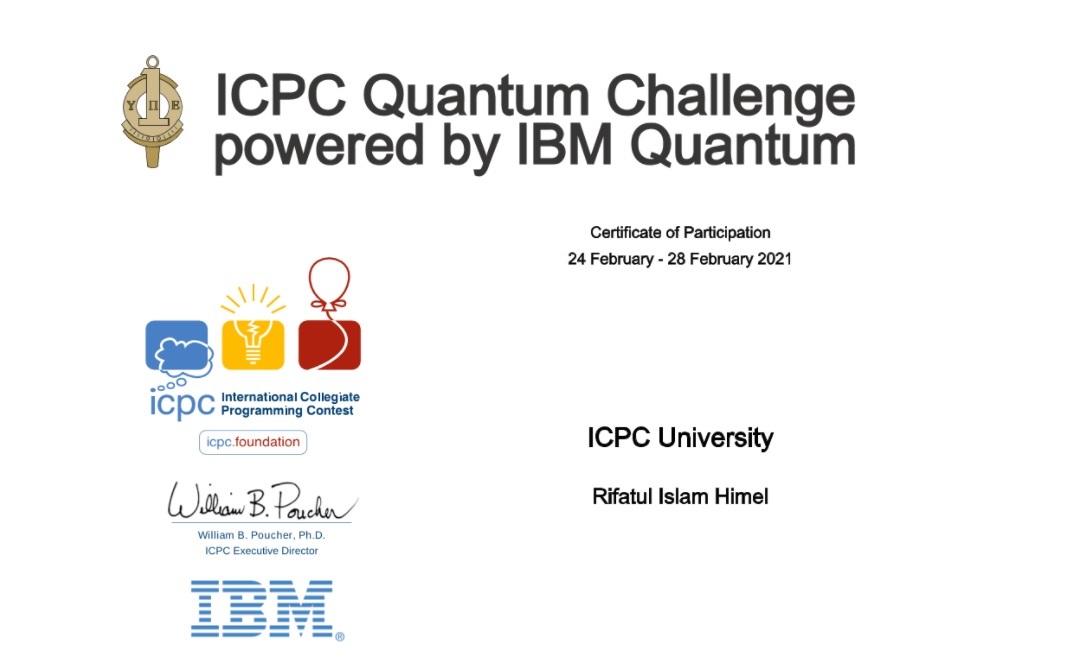 Y Π E
ICPC Quantum Challenge
powered by IBM Quantum
Certificate of Participation
24 February - 28 February 2021
icpc International Collegiate
Programming Contest
icpc.foundation
William B. Poucher
William B. Poucher, Ph.D.
ICPC Executive Director
IBM®
ICPC University
Rifatul Islam Himel